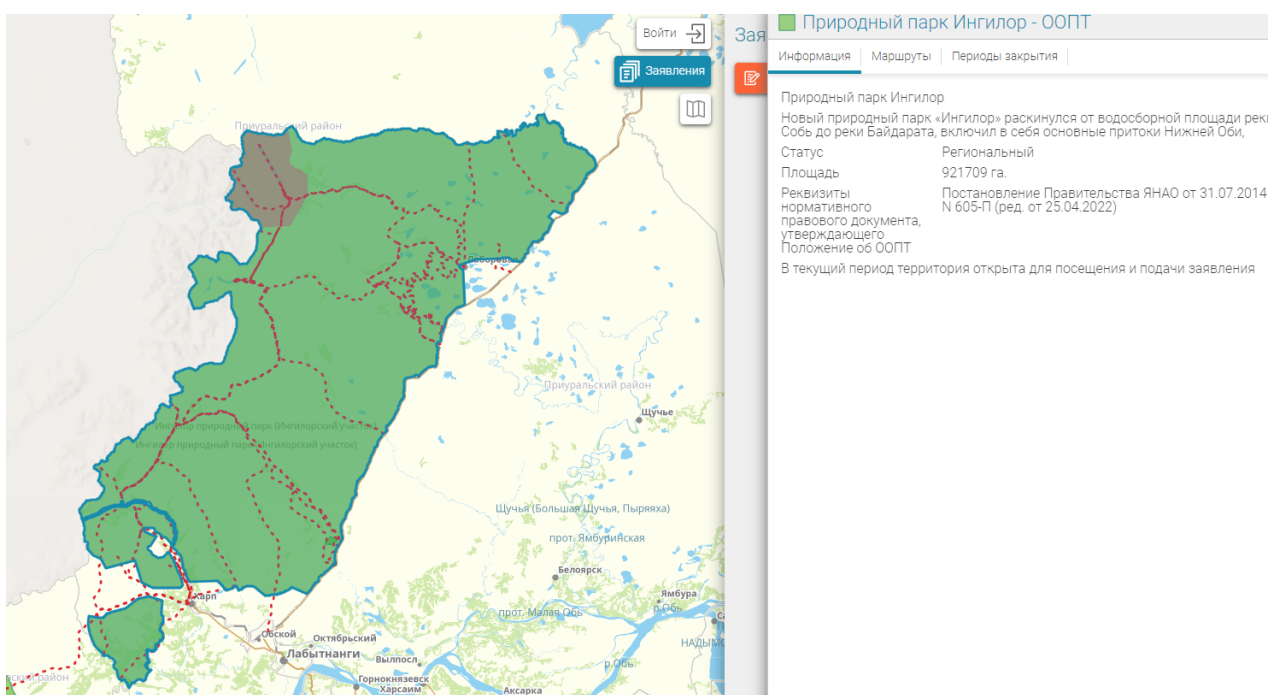 Войти
Заявления
Приуральский район
Лаборовая
Приуральский район
Щучье
Ингилор природный парк (Ингилорский участок)
Ингилор природный парк (Ингилорский участок)
Щучья (Большая Щучья, Пыряяха)
прот. Ямбуринская
Белоярск
Ямбура
прот. Малая Обь
р.Обь
Харп
Обской
Октябрьский
НАДЫМ
Лабытнанги
Вылпосл
р.Обь
ский район
Горнокнязевск
Харсаим
Аксарка
Зая
Природный парк Ингилор - ООПТ
Информация
Маршруты
Периоды закрытия
Природный парк Ингилор
Новый природный парк «Ингилор» раскинулся от водосборной площади реки
Собь до реки Байдарата, включил в себя основные притоки Нижней Оби,
Статус Региональный
Площадь 921709 га.
Реквизиты нормативного правового документа, утверждающего Положение об ООПТ
Постановление Правительства ЯНАО от 31.07.2014
N 605-П (ред. от 25.04.2022)
В текущий период территория открыта для посещения и подачи заявления